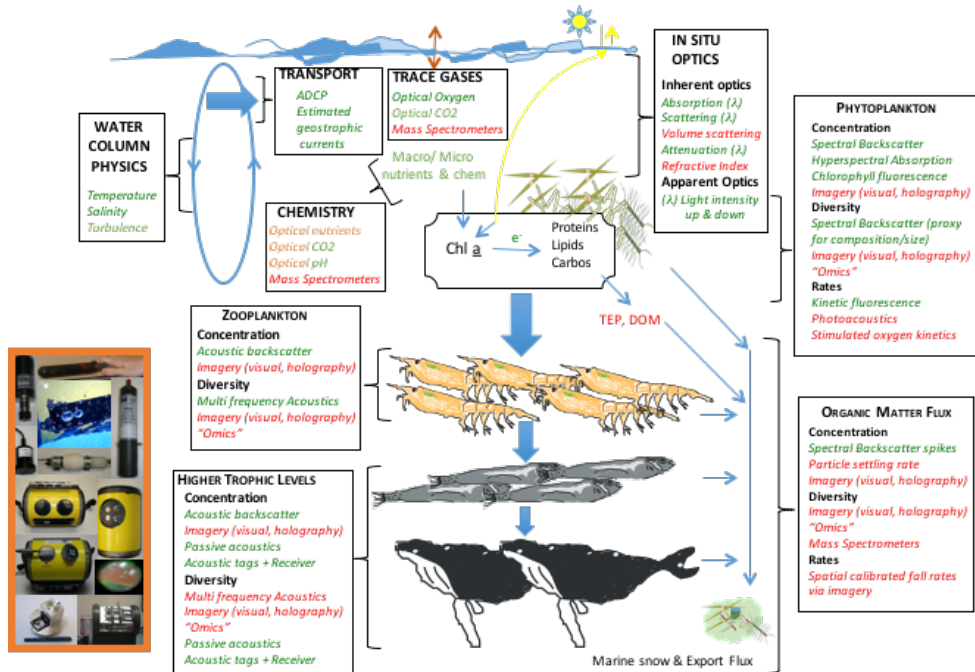 TRANSPORT
ADCP
Estimated
geostrophic
currents
TRACE GASES
Optical Oxygen
Optical CO2
Mass Spectrometers
IN SITU
OPTICS
Inherent optics
Absorption (λ)
Scattering (λ)
Volume scattering
Attenuation (λ)
Refractive Index
Apparent Optics
(λ) Light intensity
up & down
PHYTOPLANKTON
Concentration
Spectral Backscatter
Hyperspectral Absorption
Chlorophyll fluorescence
Imagery (visual, holography)
Diversity
Spectral Backscatter (proxy
for composition/size)
Imagery (visual, holography)
"Omics"
Rates
Kinetic fluorescence
Photoacoustics
Stimulated oxygen kinetics
WATER
COLUMN
PHYSICS
Temperature
Salinity
Turbulence
Macro/ Micro
nutrients & chem
CHEMISTRY
Optical nutrients
Optical CO2
Optical pH
Mass Spectrometers
Chl a
e-
Proteins
Lipids
Carbos
TEP, DOM
ZOOPLANKTON
Concentration
Acoustic backscatter
Imagery (visual, holography)
Diversity
Multi frequency Acoustics
Imagery (visual, holography)
"Omics"
ORGANIC MATTER FLUX
Concentration
Spectral Backscatter spikes
Particle settling rate
Imagery (visual, holography)
Diversity
Imagery (visual, holography)
"Omics"
Mass Spectrometers
Rates
Spatial calibrated fall rates
via imagery
HIGHER TROPHIC LEVELS
Concentration
Acoustic backscatter
Imagery (visual, holography)
Passive acoustics
Acoustic tags + Receiver
Diversity
Multi frequency Acoustics
Imagery (visual, holography)
"Omics"
Passive acoustics
Acoustic tags + Receiver
Marine snow & Export Flux